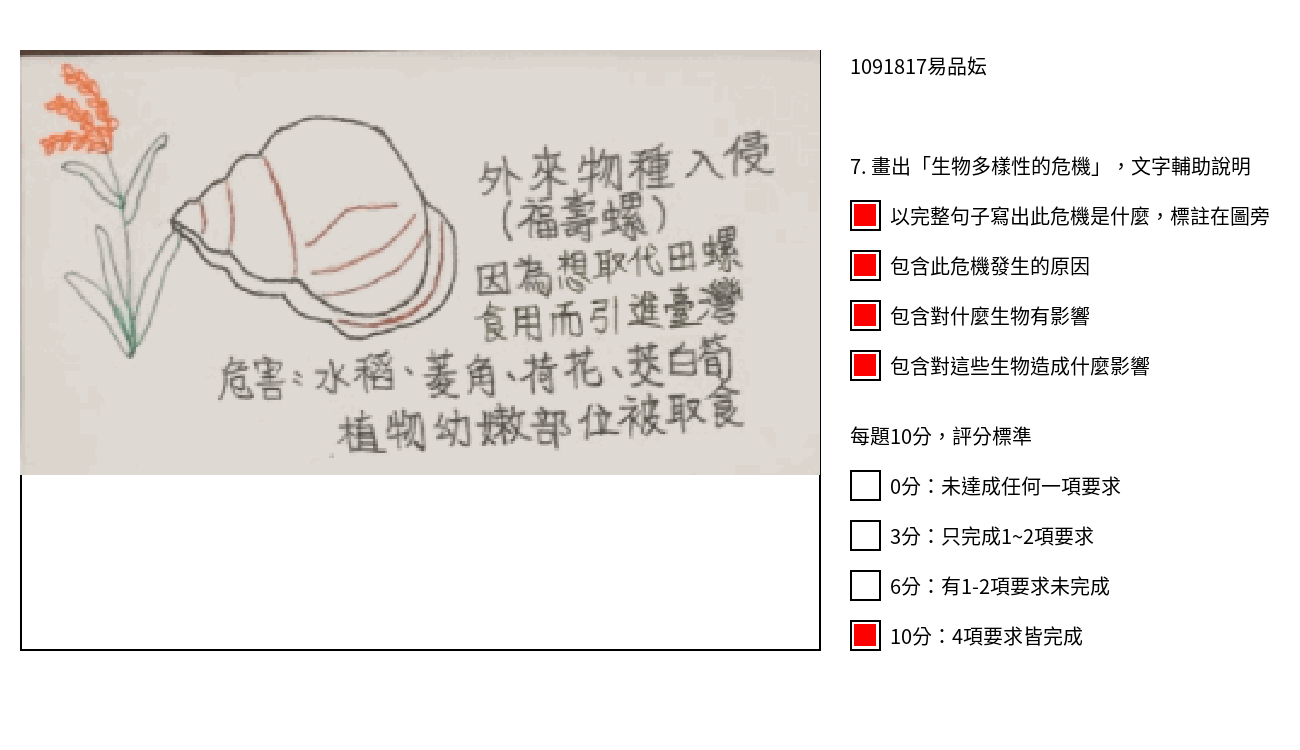 外來物種入侵
(福壽螺)
因為想取代田螺
食用而引進臺灣
危害:水稻、菱角、荷花、茭白筍
植物幼嫩部位被取食
1091817易品妘
7. 畫出「生物多樣性的危機」，文字輔助說明
以完整句子寫出此危機是什麼，標註在圖旁
包含此危機發生的原因
包含對什麼生物有影響
包含對這些生物造成什麼影響
每題10分，評分標準
0分：未達成任何一項要求
3分：只完成1~2項要求
6分：有1-2項要求未完成
10分：4項要求皆完成